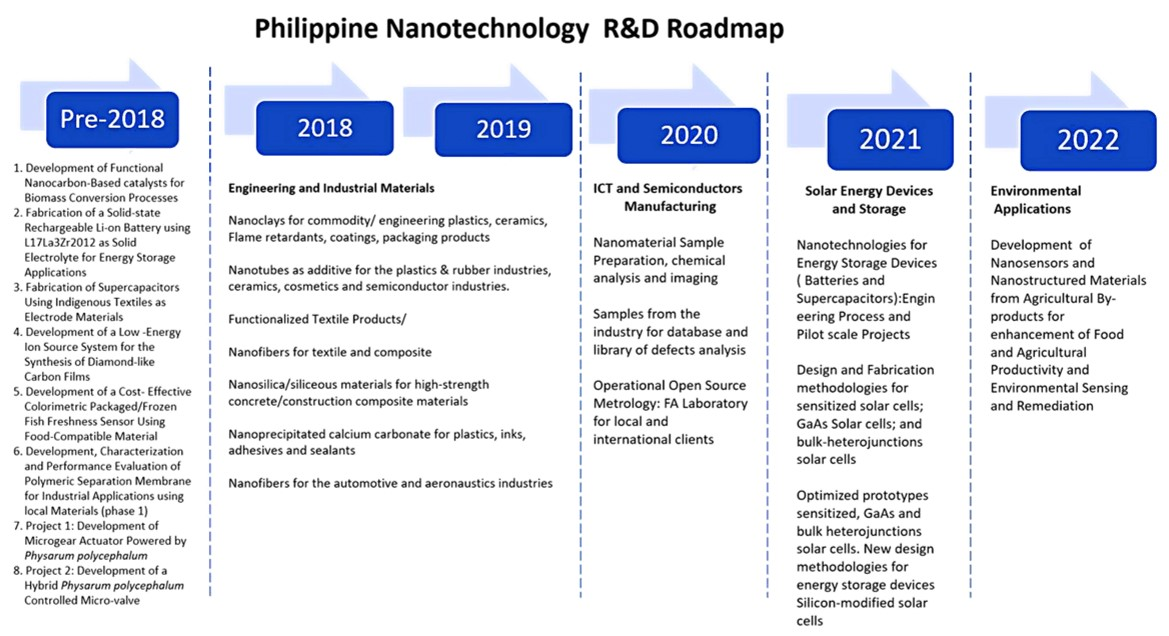 Philippine Nanotechnology R&D Roadmap
Pre-2018
1. Development of Functional
Nanocarbon-Based catalysts for
Biomass Conversion Processes
2. Fabrication of a Solid-state
Rechargeable Li-on Battery using
L17La3Zr2012 as Solid
Electrolyte for Energy Storage
Applications
3. Fabrication of Supercapacitors
Using Indigenous Textiles as
Electrode Materials
4. Development of a Low -Energy
Ion Source System for the
Synthesis of Diamond-like
Carbon Films
5. Development of a Cost- Effective
Colorimetric Packaged/Frozen
Fish Freshness Sensor Using
Food-Compatible Material
6. Development, Characterization
and Performance Evaluation of
Polymeric Separation Membrane
for Industrial Applications using
local Materials (phase 1)
7. Project 1: Development of
Microgear Actuator Powered by
Physarum polycephalum
8. Project 2: Development of a
Hybrid Physarum polycephalum
Controlled Micro-valve
2018
2019
Engineering and Industrial Materials
Nanoclays for commodity/ engineering plastics, ceramics,
Flame retardants, coatings, packaging products
Nanotubes as additive for the plastics & rubber industries,
ceramics, cosmetics and semiconductor industries.
Functionalized Textile Products/
Nanofibers for textile and composite
Nanosilica/siliceous materials for high-strength
concrete/construction composite materials
Nanoprecipitated calcium carbonate for plastics, inks,
adhesives and sealants
Nanofibers for the automotive and aeronaustics industries
2020
ICT and Semiconductors
Manufacturing
Nanomaterial Sample
Preparation, chemical
analysis and imaging
Samples from the
industry for database and
library of defects analysis
Operational Open Source
Metrology: FA Laboratory
for local and
international clients
2021
Solar Energy Devices
and Storage
Nanotechnologies for
Energy Storage Devices
( Batteries and
Supercapacitors):Engin
eering Process and
Pilot scale Projects
Design and Fabrication
methodologies for
sensitized solar cells;
GaAs Solar cells; and
bulk-heterojunctions
solar cells
Optimized prototypes
sensitized, GaAs and
bulk heterojunctions
solar cells. New design
methodologies for
energy storage devices
Silicon-modified solar
cells
2022
Environmental
Applications
Development of
Nanosensors and
Nanostructured Materials
from Agricultural By-
products for
enhancement of Food
and Agricultural
Productivity and
Environmental Sensing
and Remediation